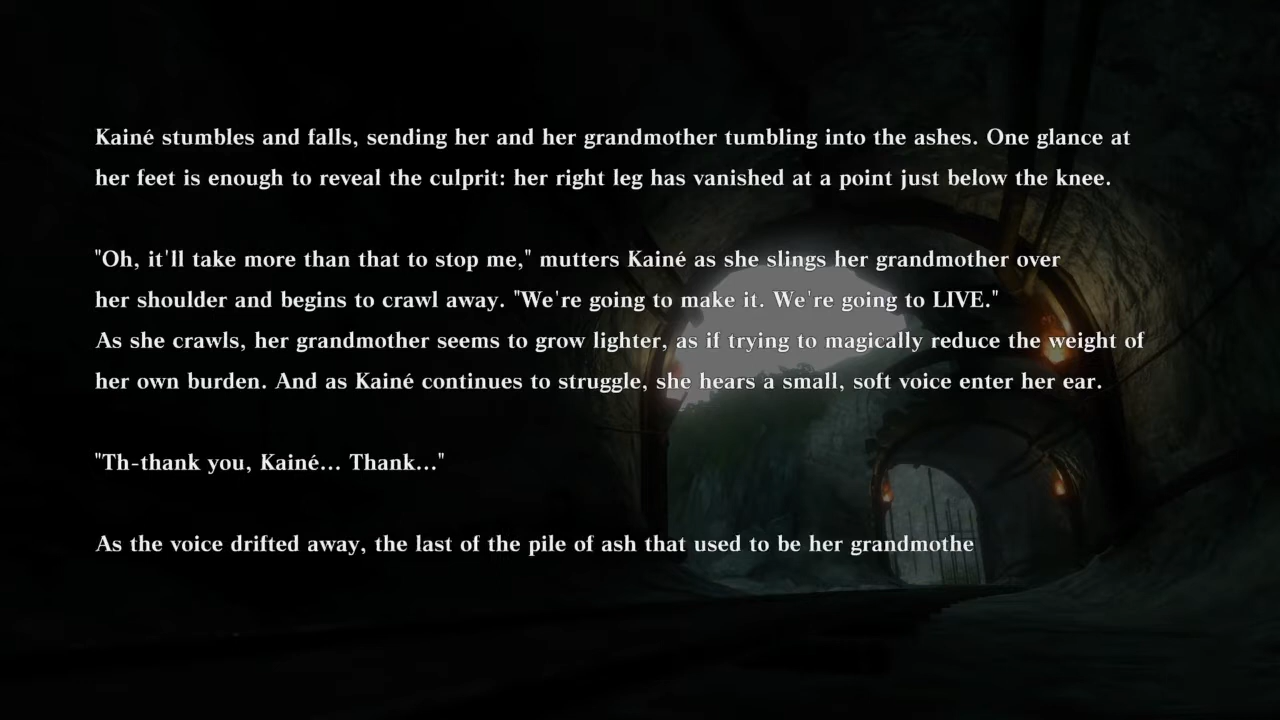 Kainé stumbles and falls, sending her and her grandmother tumbling into the ashes. One glance at
her feet is enough to reveal the culprit: her right leg has vanished at a point just below the knee.
"Oh, it'll take more than that to stop me," mutters Kainé as she slings her grandmother over
her shoulder and begins to crawl away. "We're going to make it. We're going to LIVE."
As she crawls, her grandmother seems to grow lighter, as if trying to magically reduce the weight of
her own burden. And as Kainé continues to struggle, she hears a small, soft voice enter her ear.
"Th-thank you, Kainé... Thank..."
As the voice drifted away, the last of the pile of ash that used to be her grandmothe